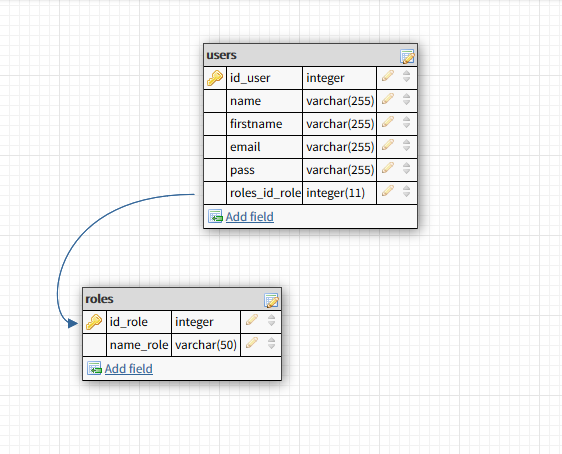 users
id_user integer
name varchar(255)
firstname varchar(255)
email varchar(255)
pass varchar(255)
roles_id_role integer(11)
Add field
roles
id_role integer
name_role varchar(50)
Add field